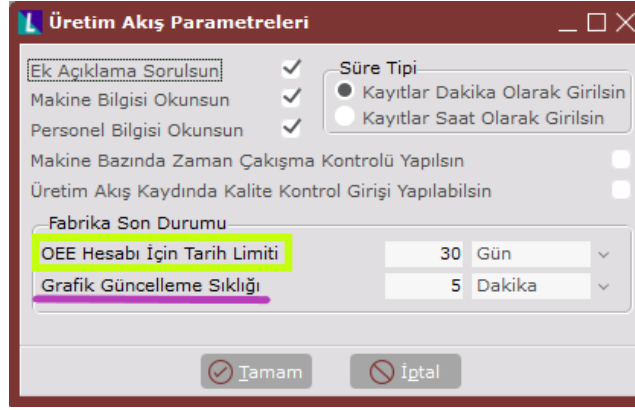 Üretim Akış Parametreleri
Ek Açıklama Sorulsun
Makine Bilgisi Okunsun
Personel Bilgisi Okunsun
Süre Tipi
Kayıtlar Dakika Olarak Girilsin
Kayıtlar Saat Olarak Girilsin
Makine Bazında Zaman Çakışma Kontrolü Yapılsın
Üretim Akış Kaydında Kalite Kontrol Girişi Yapılabilsin
Fabrika Son Durumu
OEE Hesabı İçin Tarih Limiti 30 Gün
Grafik Güncelleme Sıklığı 5 Dakika
Tamam İptal